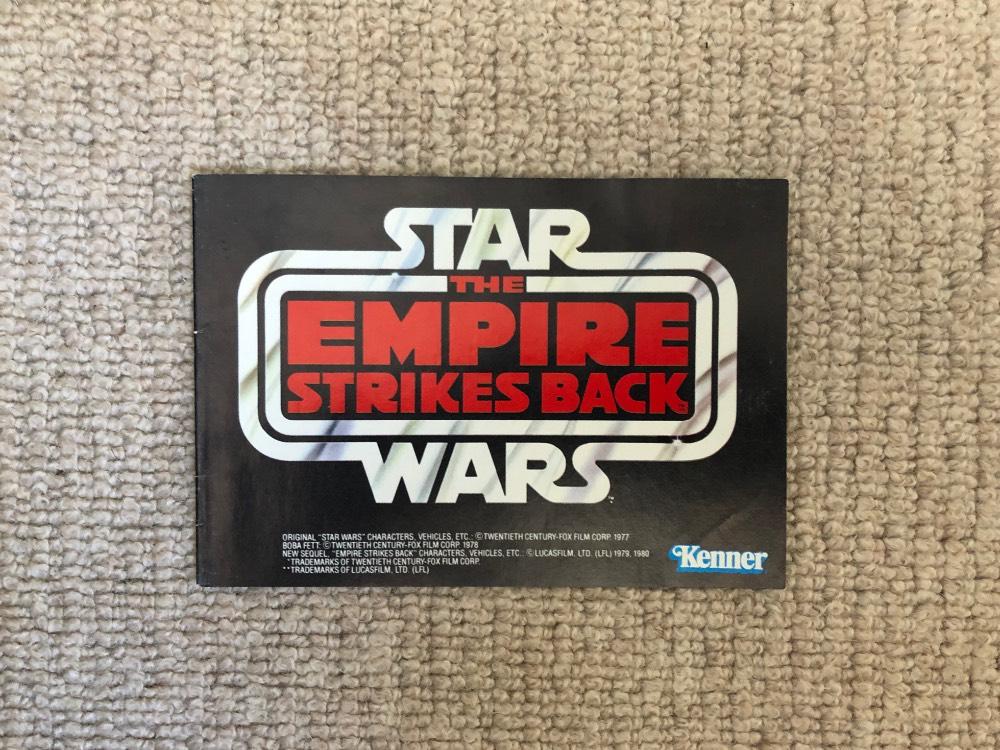 STAR
THE
EMPIRE
STRIKES BACK™
WARS™
ORIGINAL "STAR WARS" CHARACTERS, VEHICLES, ETC.: © TWENTIETH CENTURY-FOX FILM CORP. 1977
BOBA FETT: © TWENTIETH CENTURY-FOX FILM CORP. 1978
NEW SEQUEL, "EMPIRE STRIKES BACK" CHARACTERS, VEHICLES, ETC.: © LUCASFILM, LTD. (LFL) 1979, 1980
*TRADEMARKS OF TWENTIETH CENTURY-FOX FILM CORP.
**TRADEMARKS OF LUCASFILM, LTD. (LFL)
Kenner